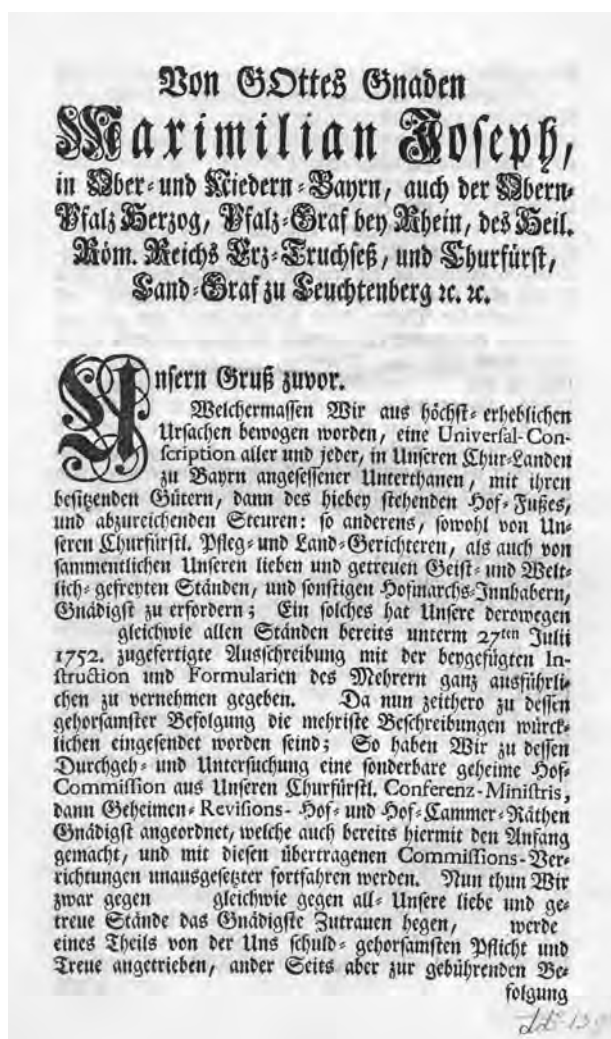 Von GOttes Gnaden
Maximilian Joseph,
in Ober- und Niedern-Bayrn, auch der Obern-
Pfalz Herzog, Pfalz-Graf bey Rhein, des Heil.
Röm. Reichs Erz-Truchseß, und Churfürst,
Land-Graf zu Leuchtenberg ꝛc. ꝛc.
Unsern Gruß zuvor.
Welchermassen Wir aus höchst-erheblichen
Ursachen bewogen worden, eine Universal-Con-
scription aller und jeder, in Unseren Chur-Landen
zu Bayrn angesessener Unterthanen, mit ihren
besitzenden Gütern, dann des hiebey stehenden Hof-Fußes,
und abzureichenden Steuren: so anderens, sowohl von Un-
seren Churfürstl. Pfleg- und Land-Gerichteren, als auch von
sammentlichen Unseren lieben und getreuen Geist- und Welt-
lich-gefreyten Ständen, und sonstigen Hofmarchs-Innhabern,
Gnädigst zu erfordern; Ein solches hat Unsere derowegen
gleichwie allen Ständen bereits unterm 27ten Julii
1752. zugefertigte Ausschreibung mit der beygefügten In-
struction und Formularien des Mehrern ganz ausführli-
chen zu vernehmen gegeben. Da nun zeithero zu dessen
gehorsamster Befolgung die mehriste Beschreibungen würck-
lichen eingesendet worden seind; So haben Wir zu dessen
Durchgeh- und Untersuchung eine sonderbare geheime Hof-
Commission aus Unseren Churfürstl. Conferenz-Ministris,
dann Geheimen-Revisions-Hof- und Hof-Cammer-Räthen
Gnädigst angeordnet, welche auch bereits hiermit den Anfang
gemacht, und mit diesen übertragenen Commissions-Ver-
richtungen unausgesetzter fortfahren werden. Nun thun Wir
zwar gegen gleichwie gegen all-Unsere liebe und ge-
treue Stände das Gnädigste Zutrauen hegen, werde
eines Theils von der Uns schuld-gehorsamsten Pflicht und
Treue angetrieben, ander Seits aber zur gebührenden Be-
folgung